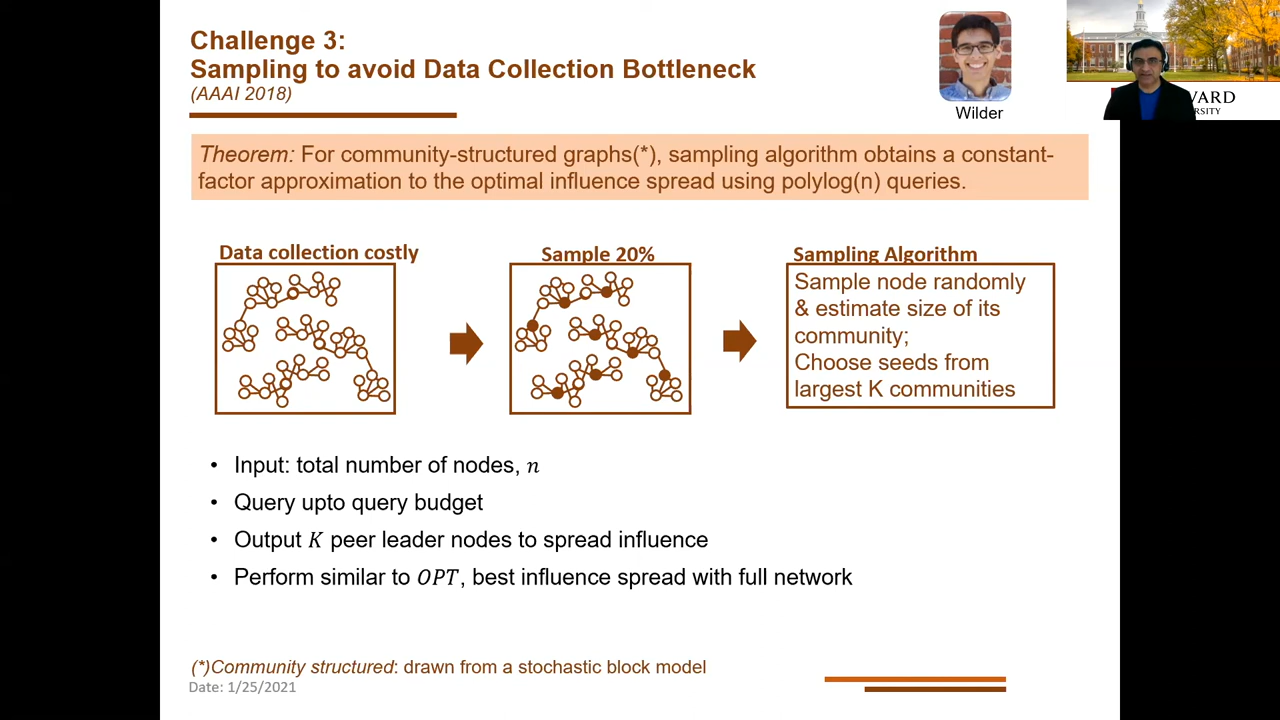 Challenge 3:
Sampling to avoid Data Collection Bottleneck
(AAAI 2018)
Wilder
VARD
RSITY
Theorem: For community-structured graphs(*), sampling algorithm obtains a constant-
factor approximation to the optimal influence spread using polylog(n) queries.
Data collection costly
Sample 20%
Sampling Algorithm
Sample node randomly
& estimate size of its
community;
Choose seeds from
largest K communities
• Input: total number of nodes, n
• Query upto query budget
• Output K peer leader nodes to spread influence
• Perform similar to OPT, best influence spread with full network
(*)Community structured: drawn from a stochastic block model
Date: 1/25/2021